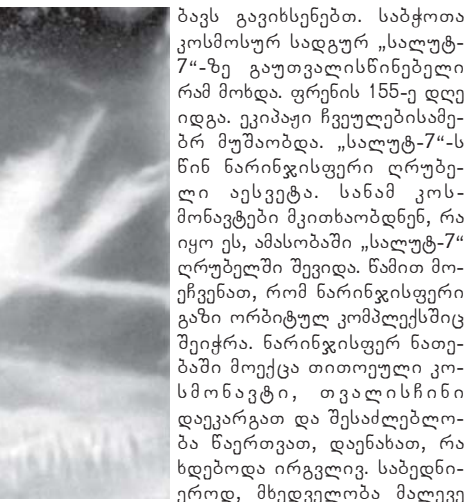 ბავს გავიხსენებთ. საბჭოთა
კოსმოსურ სადგურ „სალუტ-
7“-ზე გაუთვალისწინებელი
რამ მოხდა. ფრენის 155-ე დღე
იდგა. ეკიპაჟი ჩვეულებისამე-
ბრ მუშაობდა. „სალუტ-7“-ს
წინ ნარინჯისფერი ღრუბე-
ლი აესვეტა. სანამ კოს-
მონავტები მკითხაობდნენ, რა
იყო ეს, ამასობაში „სალუტ-7“
ღრუბელში შევიდა. წამით მო-
ეჩვენათ, რომ ნარინჯისფერი
გაზი ორბიტულ კომპლექსშიც
შეიჭრა. ნარინჯისფერ ნათე-
ბაში მოექცა თითოეული კო-
სმონავტი, თვალისჩინი
დაეკარგათ და შესაძლებლო-
ბა წაერთვათ, დაენახათ, რა
ხდებოდა ირგვლივ. საბედნი-
ეროდ, მხედველობა მალევე